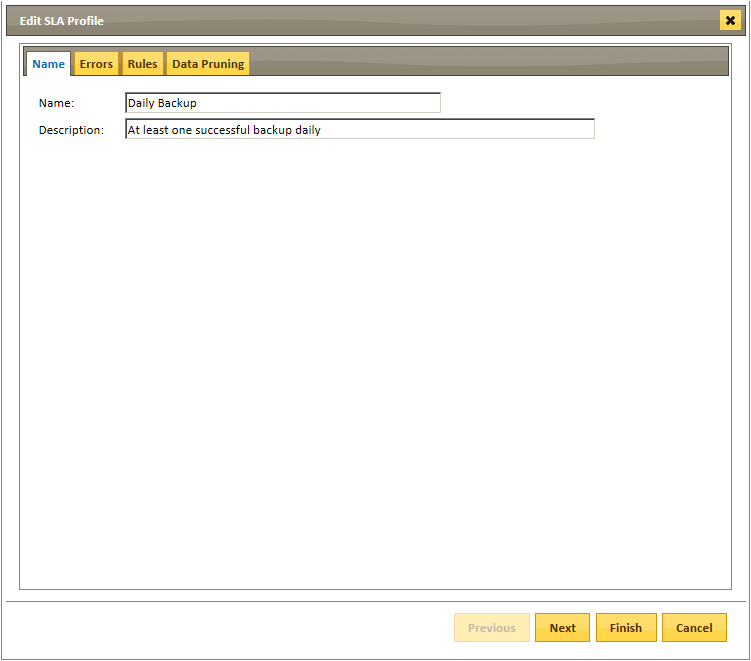 Edit SLA Profile
Name Errors Rules Data Pruning
Name: Daily Backup
Description: At least one successful backup daily
Previous Next Finish Cancel